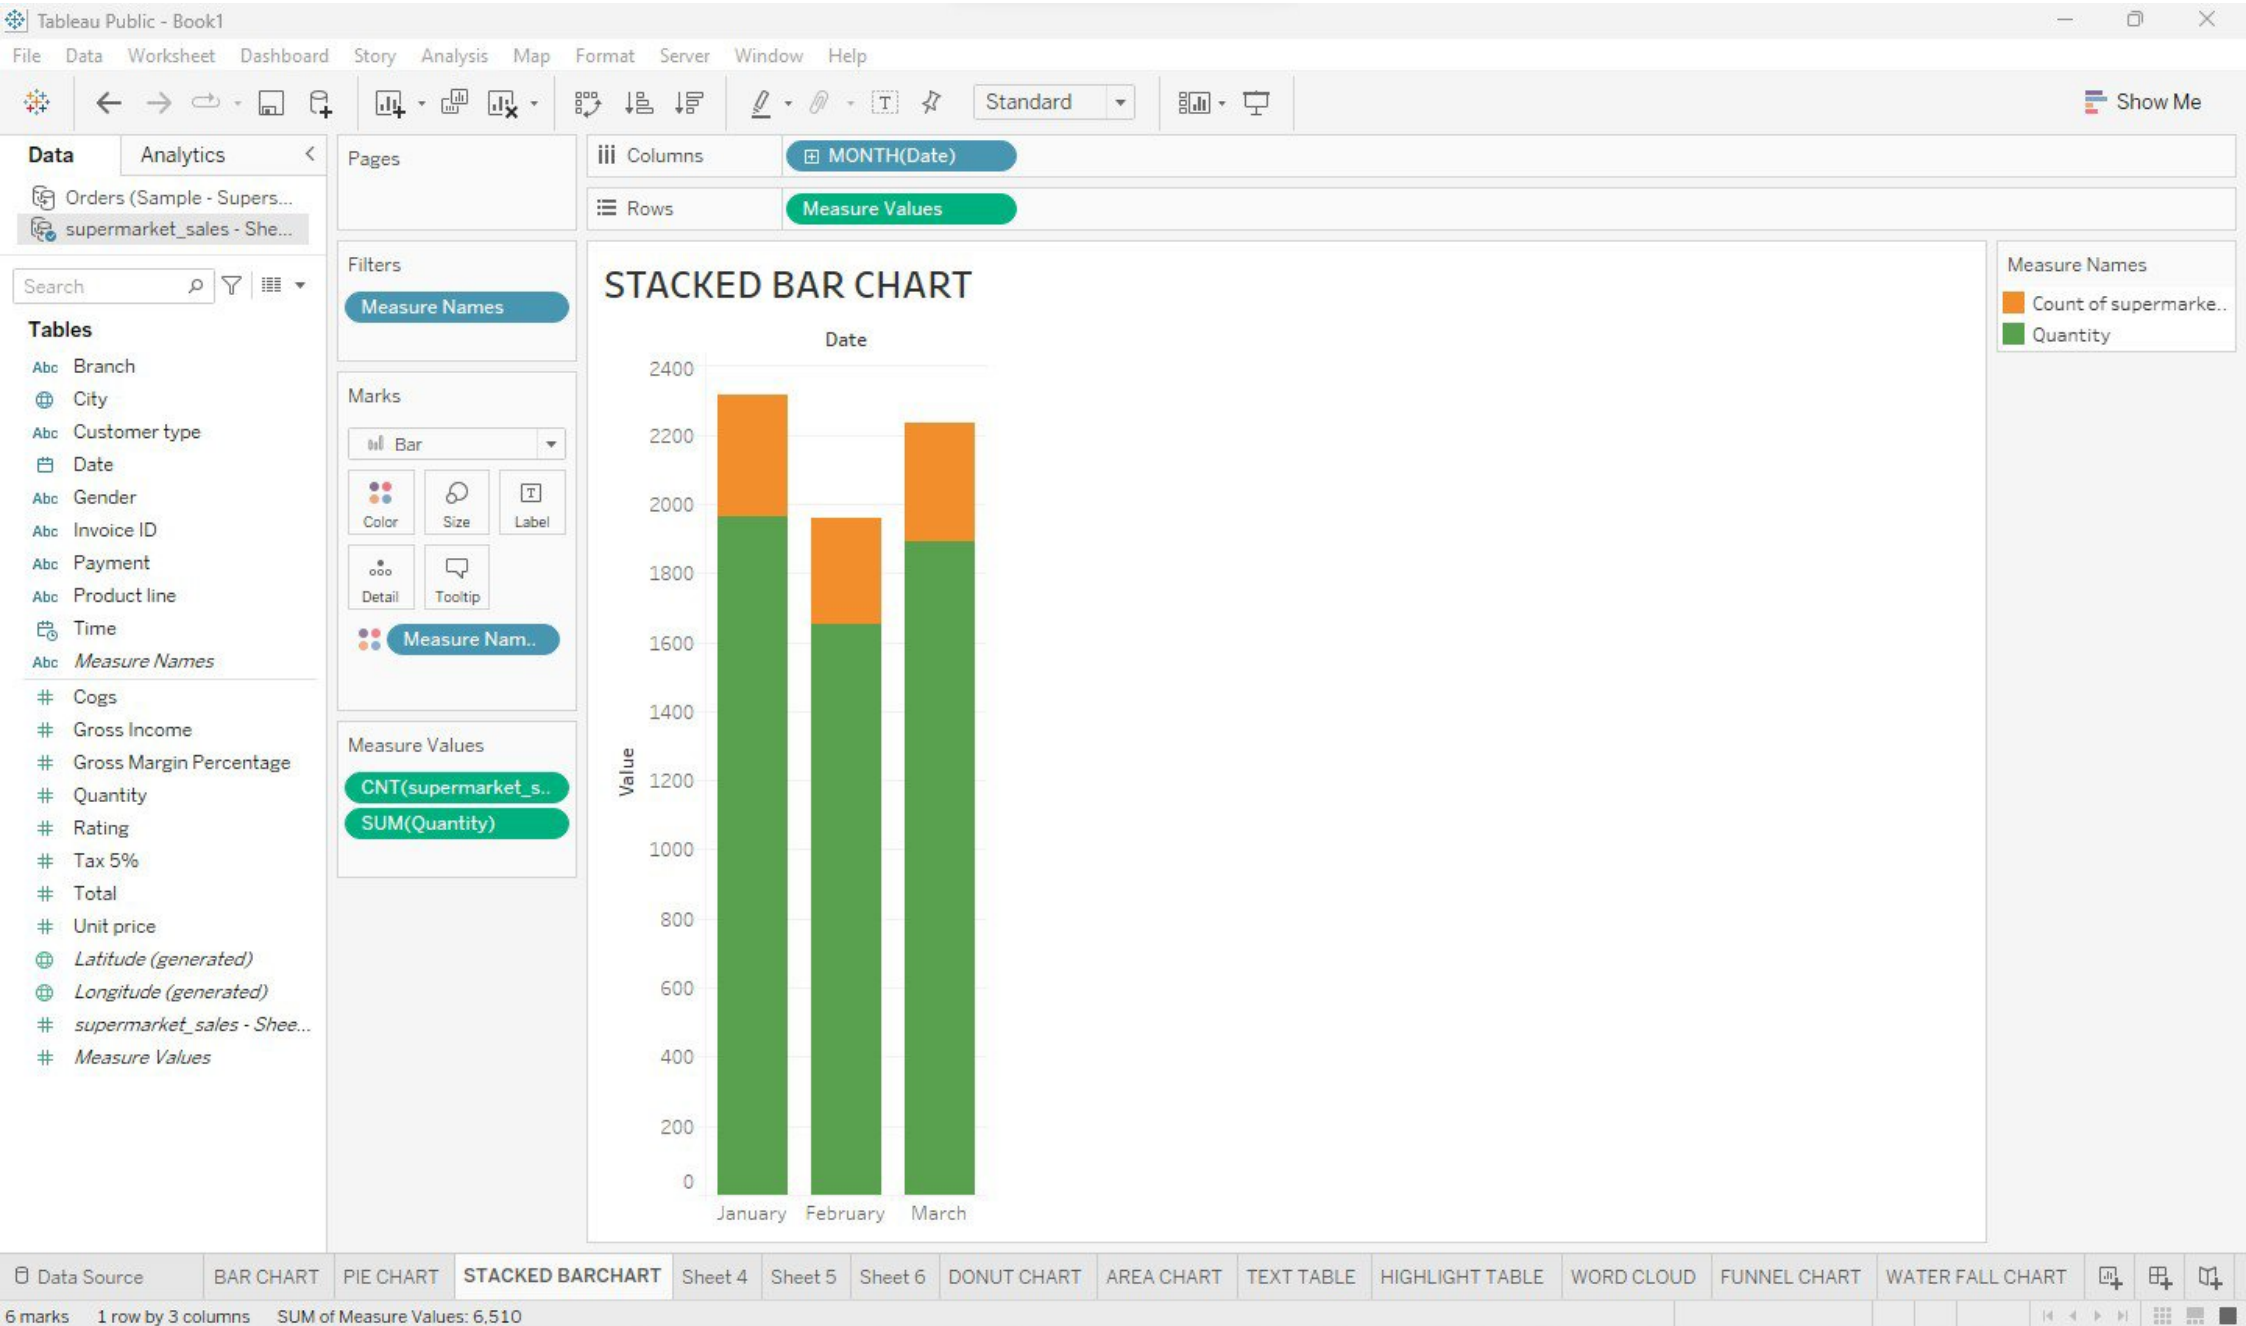 Tableau Public - Book1
File Data Worksheet Dashboard Story Analysis Map Format Server Window Help
Standard
Show Me
Data Analytics
Orders (Sample - Supers...
supermarket_sales - She...
Search
Tables
Abc Branch
City
Abc Customer type
Date
Abc Gender
Abc Invoice ID
Abc Payment
Abc Product line
Time
Abc Measure Names
# Cogs
# Gross Income
# Gross Margin Percentage
# Quantity
# Rating
# Tax 5%
# Total
# Unit price
Latitude (generated)
Longitude (generated)
# supermarket_sales - Shee...
# Measure Values
Pages
Filters
Measure Names
Marks
Bar
Color Size Label
Detail Tooltip
Measure Nam..
Measure Values
CNT(supermarket_s..
SUM(Quantity)
Columns MONTH(Date)
Rows Measure Values
STACKED BAR CHART
Date
2400
2200
2000
1800
1600
1400
1200
1000
800
600
400
200
0
Value
January February March
Measure Names
Count of supermarke..
Quantity
Data Source BAR CHART PIE CHART STACKED BARCHART Sheet 4 Sheet 5 Sheet 6 DONUT CHART AREA CHART TEXT TABLE HIGHLIGHT TABLE WORD CLOUD FUNNEL CHART WATER FALL CHART
6 marks 1 row by 3 columns SUM of Measure Values: 6,510